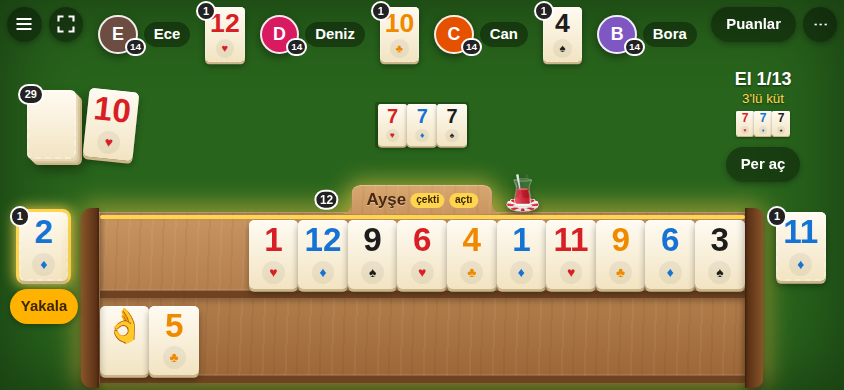 E 14 Ece 1 12 D 14 Deniz 1 10 C 14 Can 1 4 B 14 Bora Puanlar ...
29 10
7 7 7
El 1/13
3'lü küt
7 7 7
Per aç
12 Ayşe çekti açtı
1 2
Yakala
1 12 9 6 4 1 11 9 6 3
1 11
5